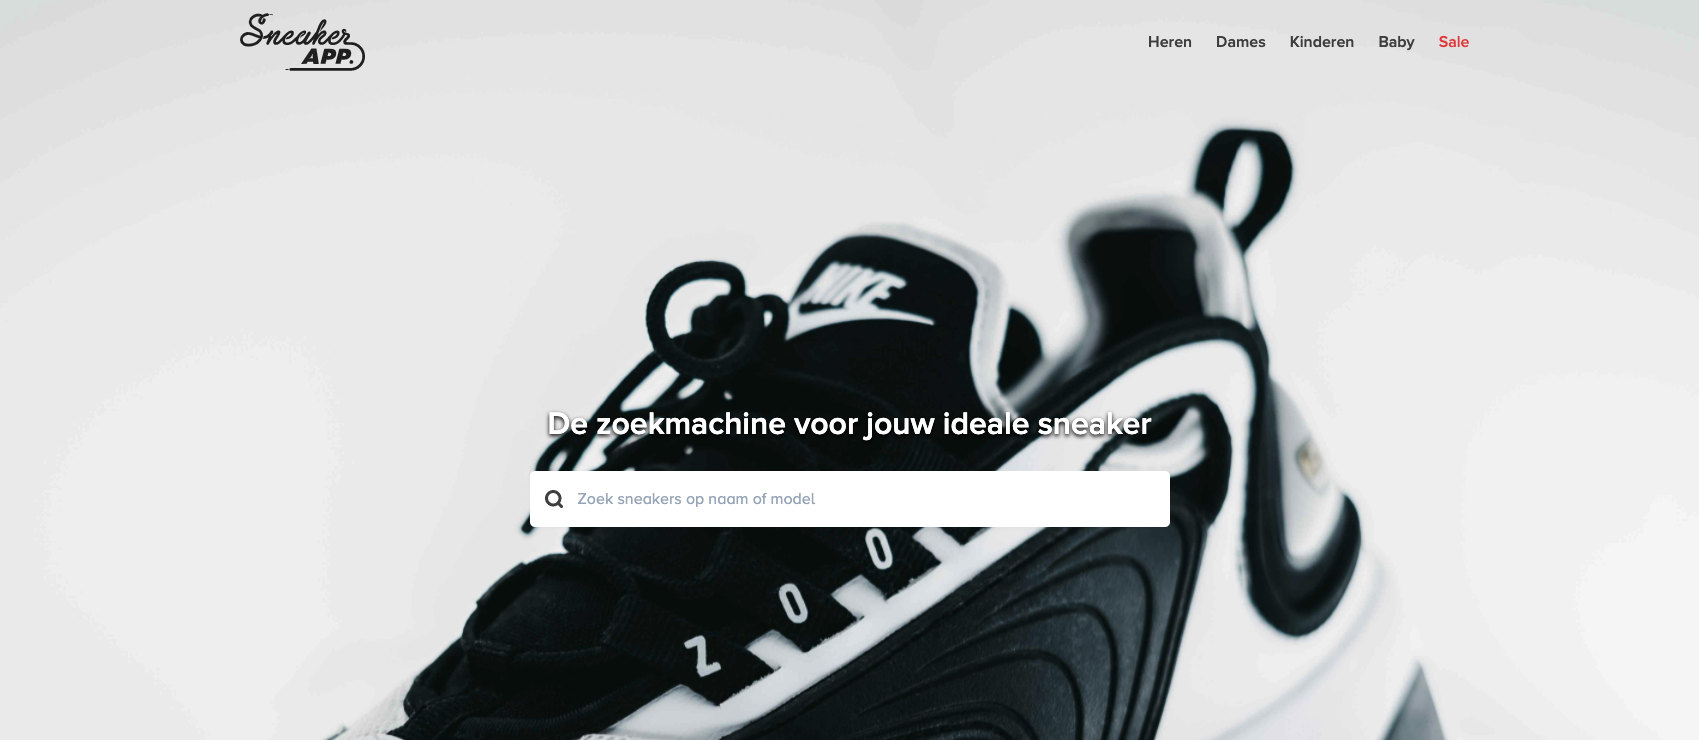 Sneaker
APP.
Heren Dames Kinderen Baby Sale
NIKE
De zoekmachine voor jouw ideale sneaker
Zoek sneakers op naam of model
ZOO